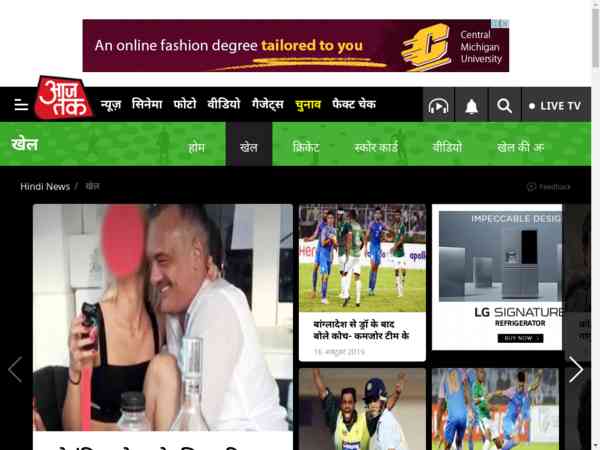 An online fashion degree tailored to you
Central
Michigan
University
आज
तक
न्यूज़ सिनेमा फोटो वीडियो गैजेट्स चुनाव फैक्ट चेक
LIVE TV
खेल
होम खेल क्रिकेट स्कोर कार्ड वीडियो खेल की अ
Hindi News / खेल
Feedback
IMPECCABLE DESIG
LG SIGNATURE
REFRIGERATOR
BUY NOW
बांग्लादेश से ड्रॉ के बाद
बोले कोच- कमजोर टीम के
16 अक्टूबर 2019